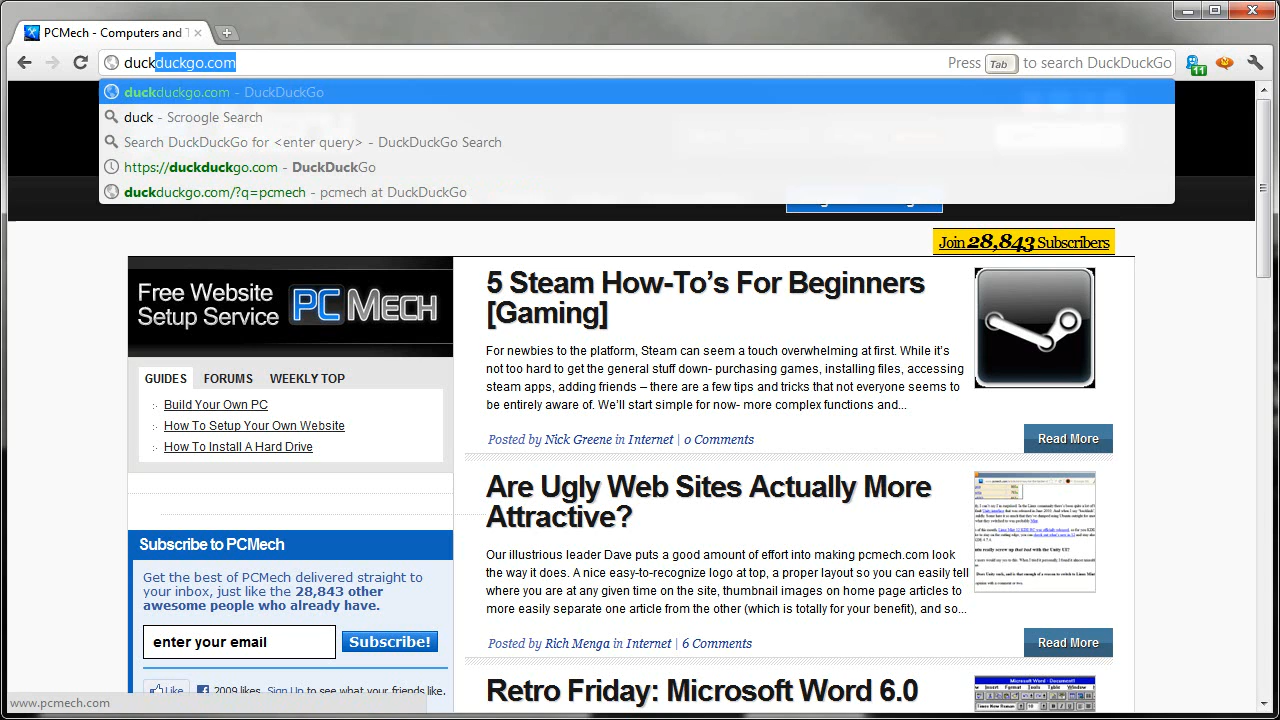 PCMech - Computers and T
duckduckgo.com
Press Tab to search DuckDuckGo
11
duckduckgo.com - DuckDuckGo
duck - Scroogle Search
Search DuckDuckGo for <enter query> - DuckDuckGo Search
https://duckduckgo.com - DuckDuckGo
duckduckgo.com/?q=pcmech - pcmech at DuckDuckGo
Join 28,843 Subscribers
Free Website
Setup Service
PC MECH
GUIDES FORUMS WEEKLY TOP
Build Your Own PC
How To Setup Your Own Website
How To Install A Hard Drive
Subscribe to PCMech
Get the best of PCMech delivered straight to
your inbox, just like the 28,843 other
awesome people who already have.
enter your email
Subscribe!
Like 2009 likes. Sign Up to see what your friends like.
5 Steam How-To's For Beginners
[Gaming]
For newbies to the platform, Steam can seem a touch overwhelming at first. While it's
not too hard to get the general stuff down- purchasing games, installing files, accessing
steam apps, adding friends – there are a few tips and tricks that not everyone seems to
be entirely aware of. We'll start simple for now- more complex functions and...
Posted by Nick Greene in Internet | 0 Comments
Read More
Are Ugly Web Sites Actually More
Attractive?
Our illustrious leader Dave puts a good amount of effort in making pcmech.com look
the way it does. An easy-to-recognize logo up top, a proper layout so you can easily tell
where you at any given time on the site, thumbnail images on home page articles to
more easily separate one article from the other (which is totally for your benefit), and so...
Posted by Rich Menga in Internet | 6 Comments
Read More
Retro Friday: Microsoft Word 6.0
www.pcmech.com